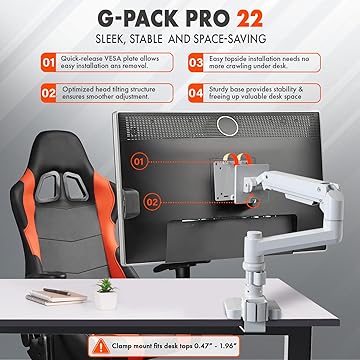 G-PACK PRO 22
SLEEK, STABLE AND SPACE-SAVING
01 Quick-release VESA plate allows
easy installation ans removal.
02 Optimized head tilting structure
ensures smoother adjustment.
03 Easy topside installation needs no
more crawling under desk.
04 Sturdy base provides stability &
freeing up valuable desk space
01
02
Clamp mount fits desk tops 0.47" - 1.96"